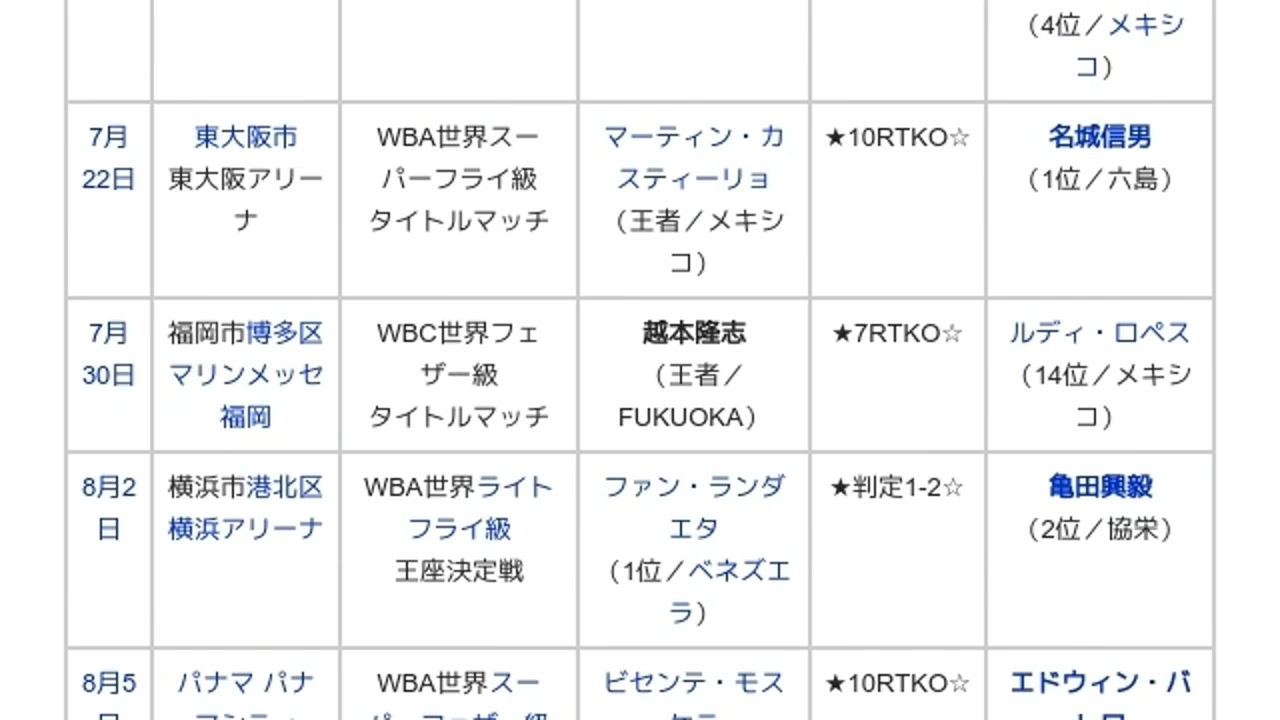 （4位／メキシ
コ）
7月
22日
東大阪市
東大阪アリー
ナ
WBA世界スー
パーフライ級
タイトルマッチ
マーティン・カ
スティーリョ
（王者／メキシ
コ）
★10RTKO☆
名城信男
（1位／六島）
7月
30日
福岡市博多区
マリンメッセ
福岡
WBC世界フェ
ザー級
タイトルマッチ
越本隆志
（王者／
FUKUOKA）
★7RTKO☆
ルディ・ロペス
（14位／メキシ
コ）
8月2
日
横浜市港北区
横浜アリーナ
WBA世界ライト
フライ級
王座決定戦
ファン・ランダ
エタ
（1位／ベネズエ
ラ）
★判定1-2☆
亀田興毅
（2位／協栄）
8月5
パナマ パナ
WBA世界スー
ビセンテ・モス
★10RTKO☆
エドウィン・バ